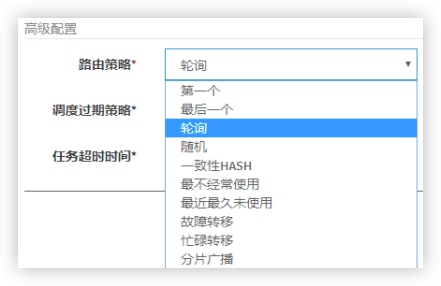 高级配置
路由策略*
轮询
第一个
最后一个
调度过期策略*
轮询
随机
任务超时时间*
一致性HASH
最不经常使用
最近最久未使用
故障转移
忙碌转移
分片广播